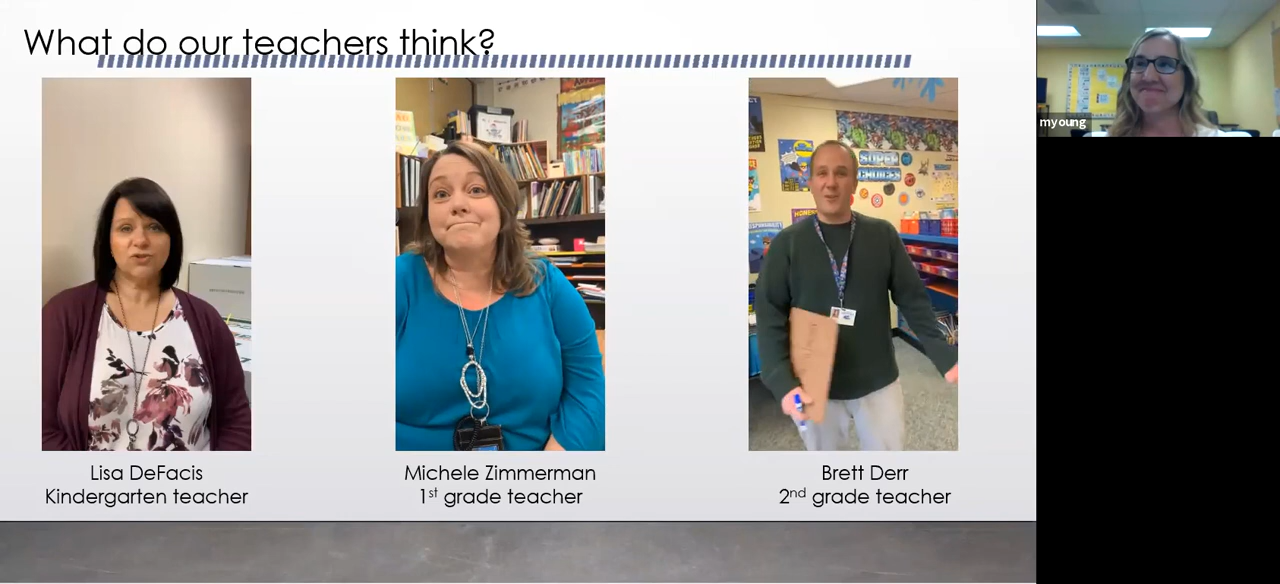 What do our teachers think?
myoung
SUPER
CHOICES
Lisa DeFacis
Kindergarten teacher
Michele Zimmerman
1st grade teacher
Brett Derr
2nd grade teacher